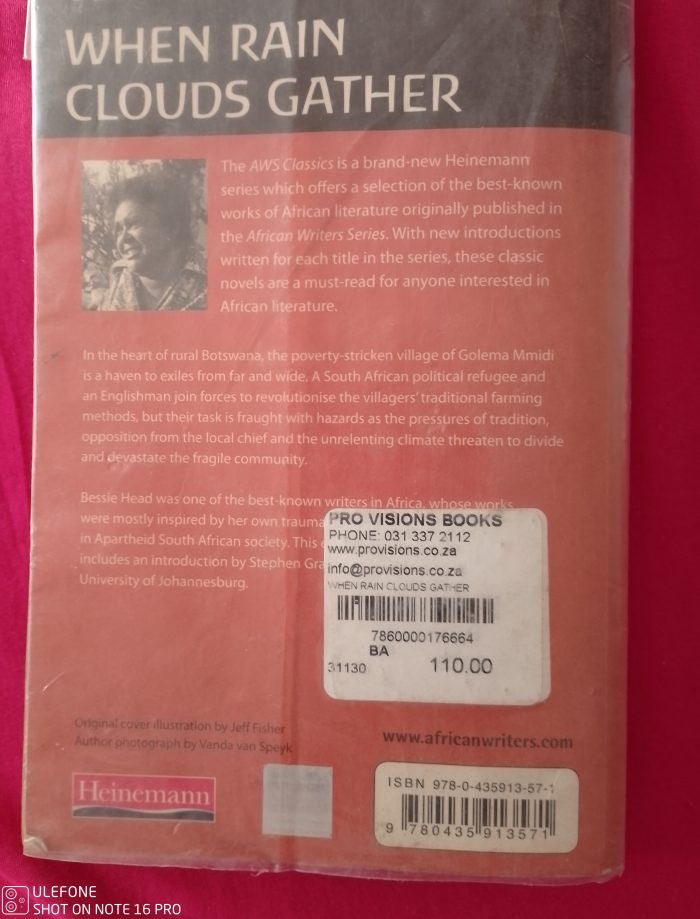 WHEN RAIN
CLOUDS GATHER
The AWS Classics is a brand-new Heinemann
series which offers a selection of the best-known
works of African literature originally published in
the African Writers Series. With new introductions
written for each title in the series, these classic
novels are a must-read for anyone interested in
African literature.
In the heart of rural Botswana, the poverty-stricken village of Golema Mmidi
is a haven to exiles from far and wide. A South African political refugee and
an Englishman join forces to revolutionise the villagers' traditional farming
methods, but their task is fraught with hazards as the pressures of tradition,
opposition from the local chief and the unrelenting climate threaten to divide
and devastate the fragile community.
Bessie Head was one of the best-known writers in Africa, whose works
were mostly inspired by her own trauma
in Apartheid South African society. This
includes an introduction by Stephen Gra
University of Johannesburg.
PRO VISIONS BOOKS
PHONE: 031 337 2112
www.provisions.co.za
info@provisions.co.za
WHEN RAIN CLOUDS GATHER
7860000176664
BA
31130 110.00
Original cover illustration by Jeff Fisher
Author photograph by Vanda van Speyk
www.africanwriters.com
Heinemann
ISBN 978-0-435913-57-1
9 780435 913571
ULEFONE
SHOT ON NOTE 16 PRO